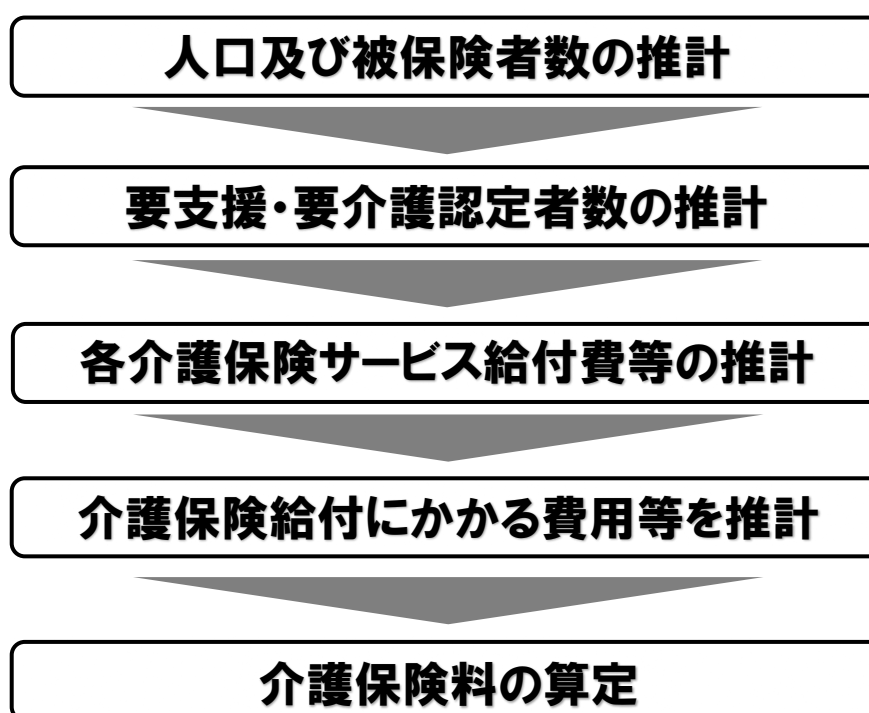 人口及び被保険者数の推計
要支援・要介護認定者数の推計
各介護保険サービス給付費等の推計
介護保険給付にかかる費用等を推計
介護保険料の算定